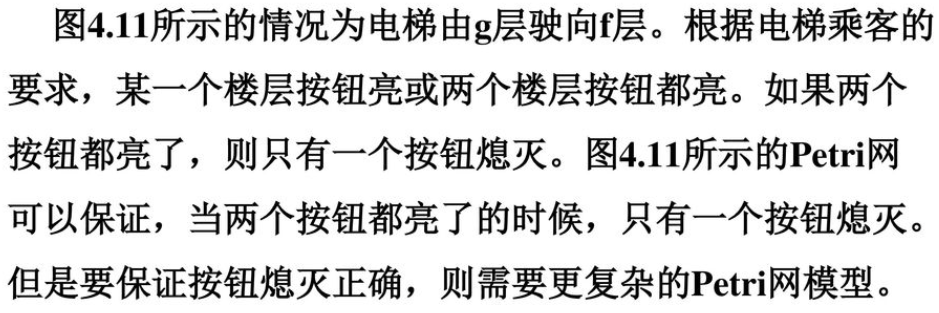 图4.11所示的情况为电梯由g层驶向f层。根据电梯乘客的
要求，某一个楼层按钮亮或两个楼层按钮都亮。如果两个
按钮都亮了，则只有一个按钮熄灭。图4.11所示的Petri网
可以保证，当两个按钮都亮了的时候，只有一个按钮熄灭。
但是要保证按钮熄灭正确，则需要更复杂的Petri网模型。